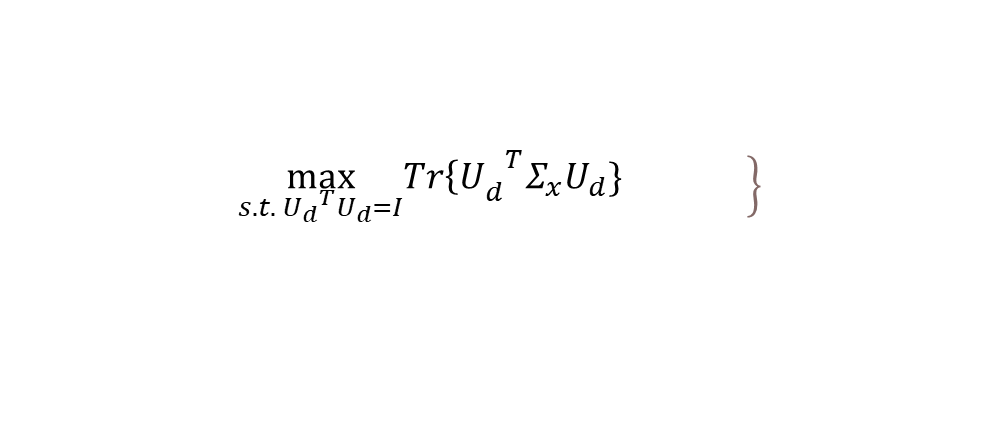 max Tr{U_d^T Σ_x U_d} }
s.t. U_d^T U_d=I